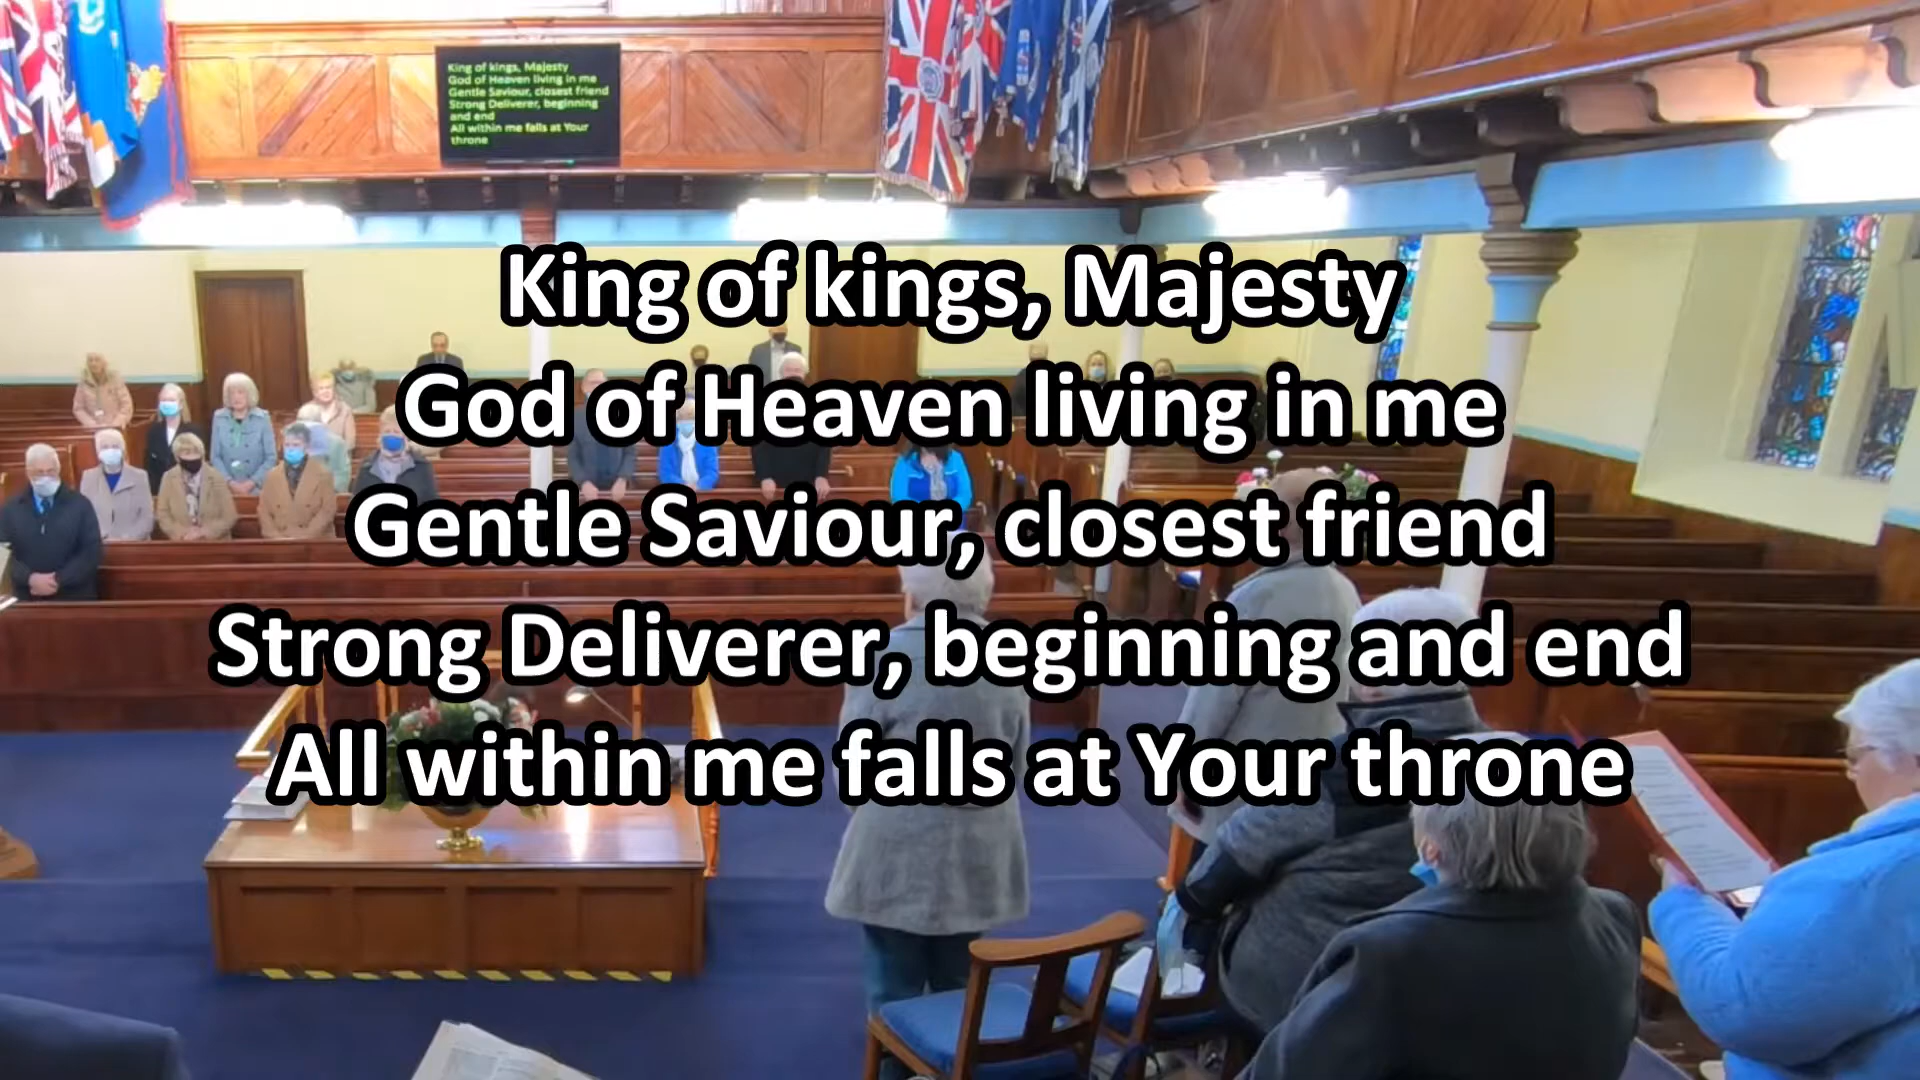 King of kings, Majesty
God of Heaven living in me
Gentle Saviour, closest friend
Strong Deliverer, beginning
and end
All within me falls at Your
throne
King of kings, Majesty
God of Heaven living in me
Gentle Saviour, closest friend
Strong Deliverer, beginning and end
All within me falls at Your throne